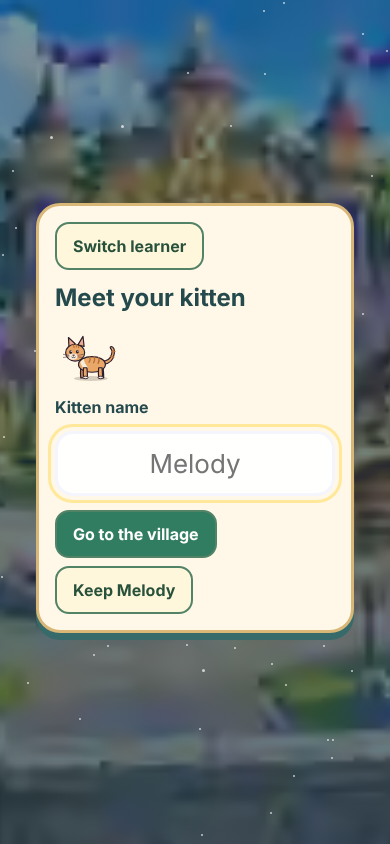 Switch learner
Meet your kitten
Kitten name
Melody
Go to the village
Keep Melody